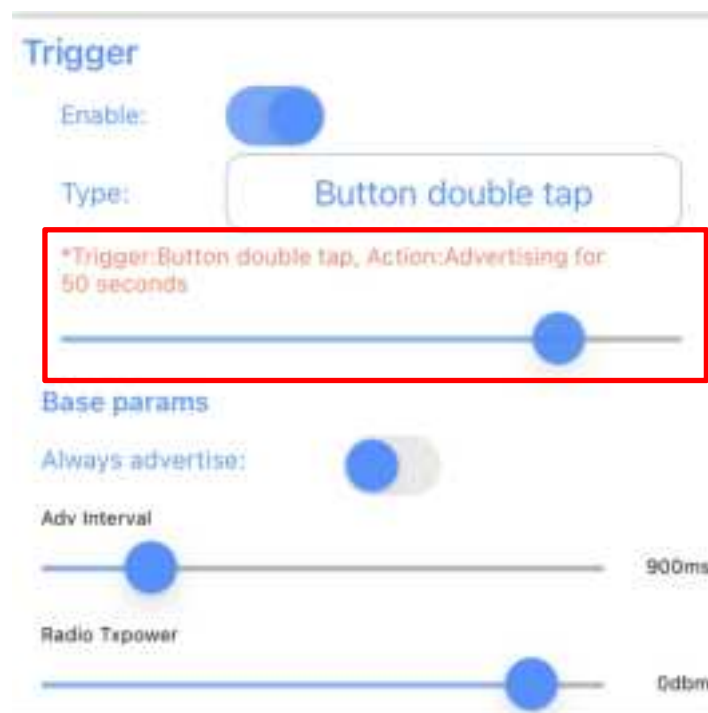 Trigger
Enable:
Type:
Button double tap
*Trigger:Button double tap, Action:Advertising for
50 seconds
Base params
Always advertise:
Adv Interval
900ms
Radio Txpower
0dbm